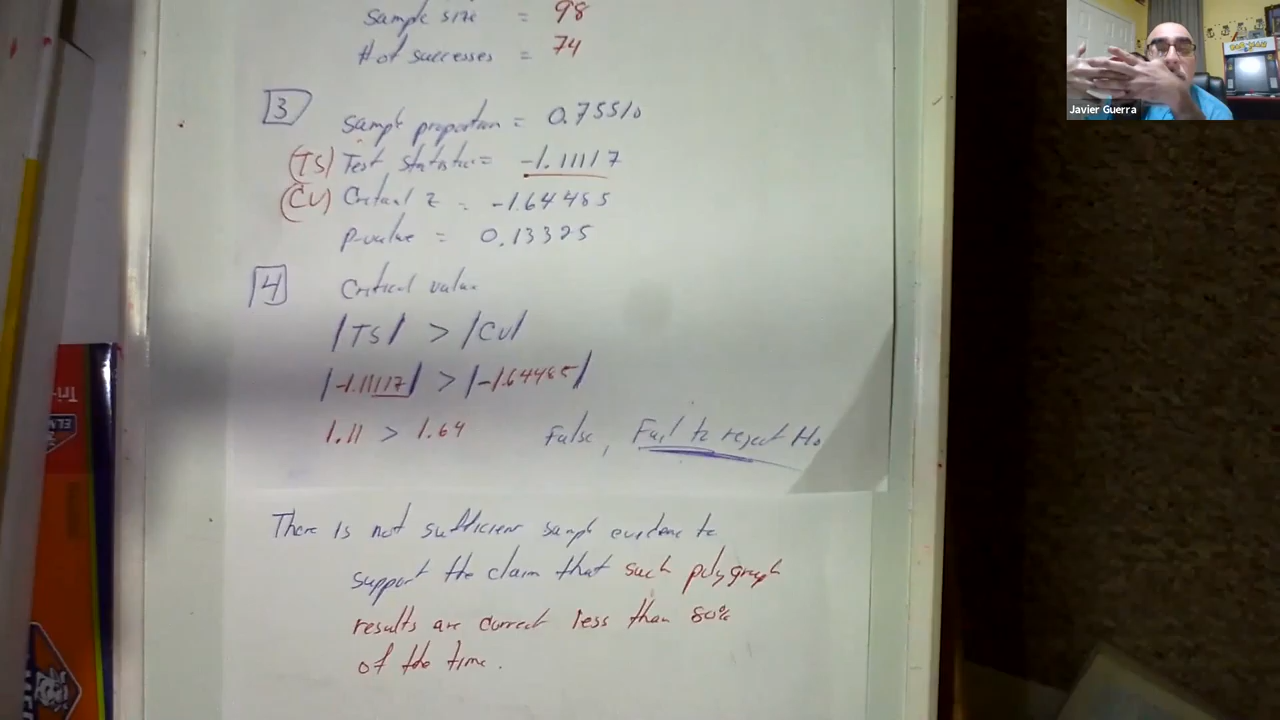 Sample size = 98
# of successes = 74
3
Sample proportion = 0.75510
(TS) Test statistic = -1.11117
(CV) Critical z = -1.64485
P-value = 0.13325
4
Critical value
|TS| > |CV|
|-1.11117| > |-1.64485|
1.11 > 1.64 False, Fail to reject Ho
There is not sufficient sample evidence to
support the claim that such polygraph
results are correct less than 80%
of the time.
Javier Guerra
Tri-
ELM